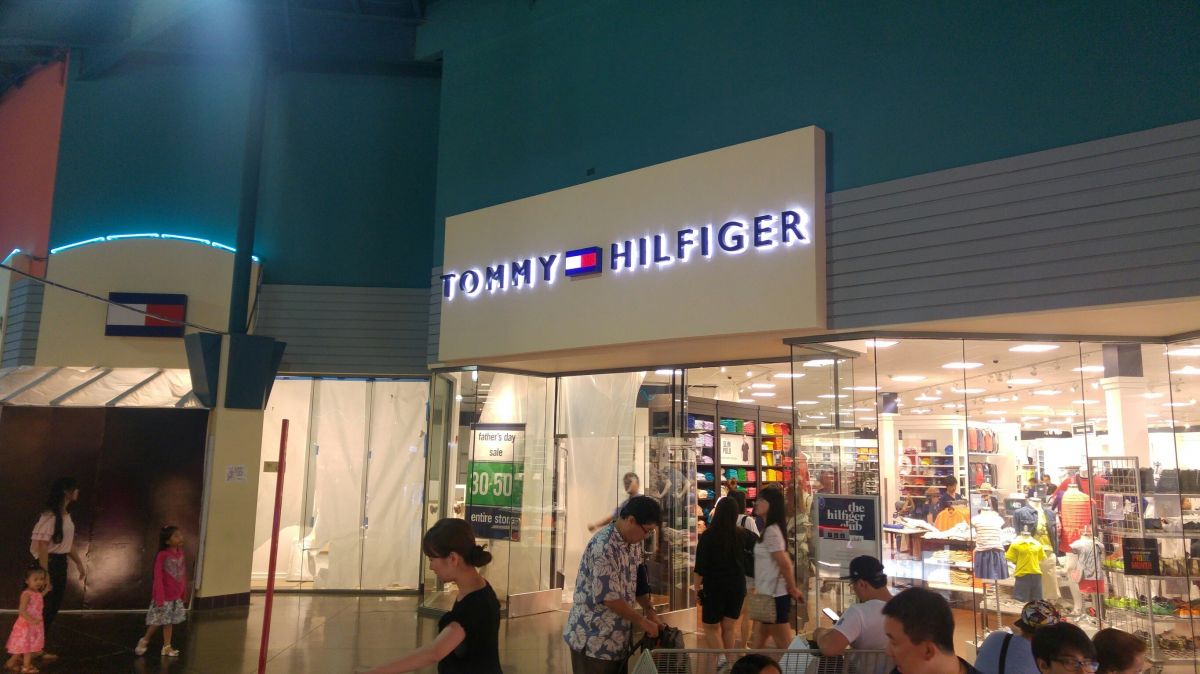 TOMMY HILFIGER
father's day
sale
30-50%
entire store
the
hilfiger
club